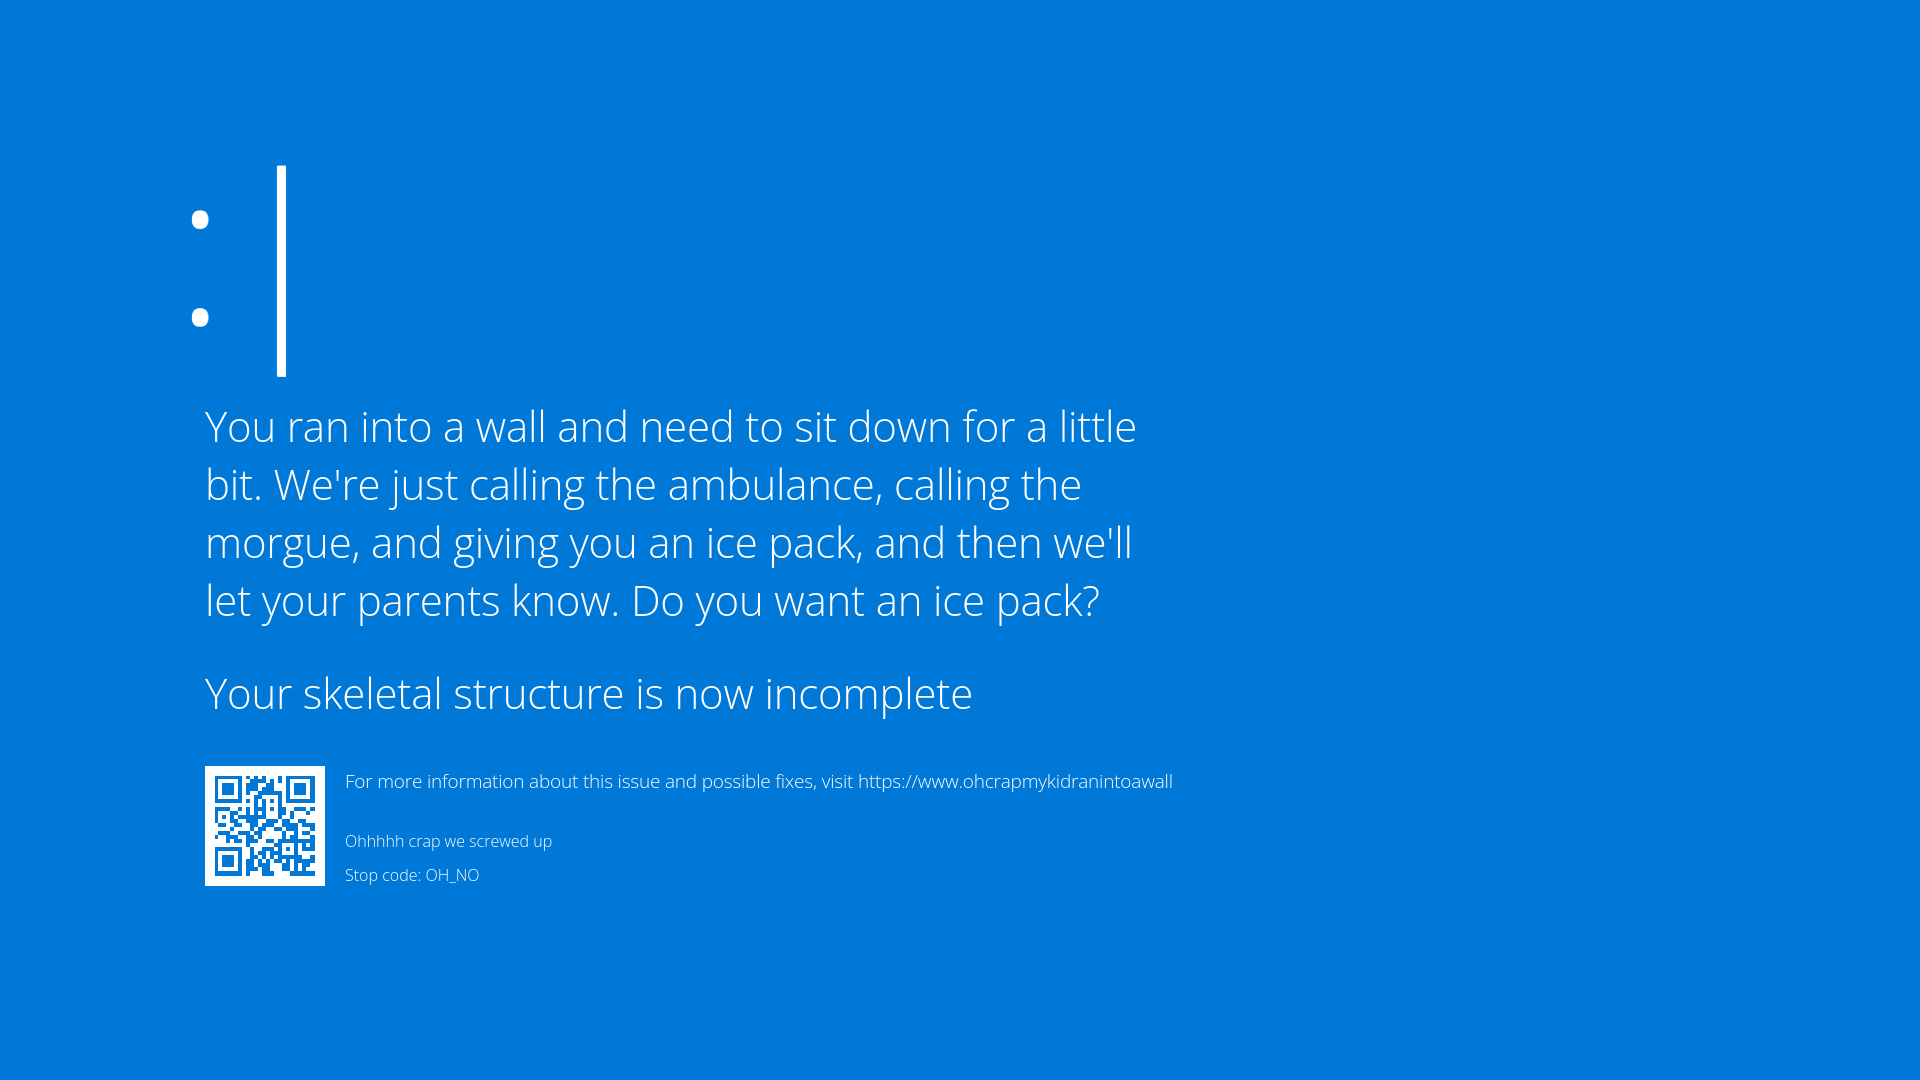 : |
You ran into a wall and need to sit down for a little
bit. We're just calling the ambulance, calling the
morgue, and giving you an ice pack, and then we'll
let your parents know. Do you want an ice pack?
Your skeletal structure is now incomplete
For more information about this issue and possible fixes, visit https://www.ohcrapmykidranintoawall
Ohhhhh crap we screwed up
Stop code: OH_NO